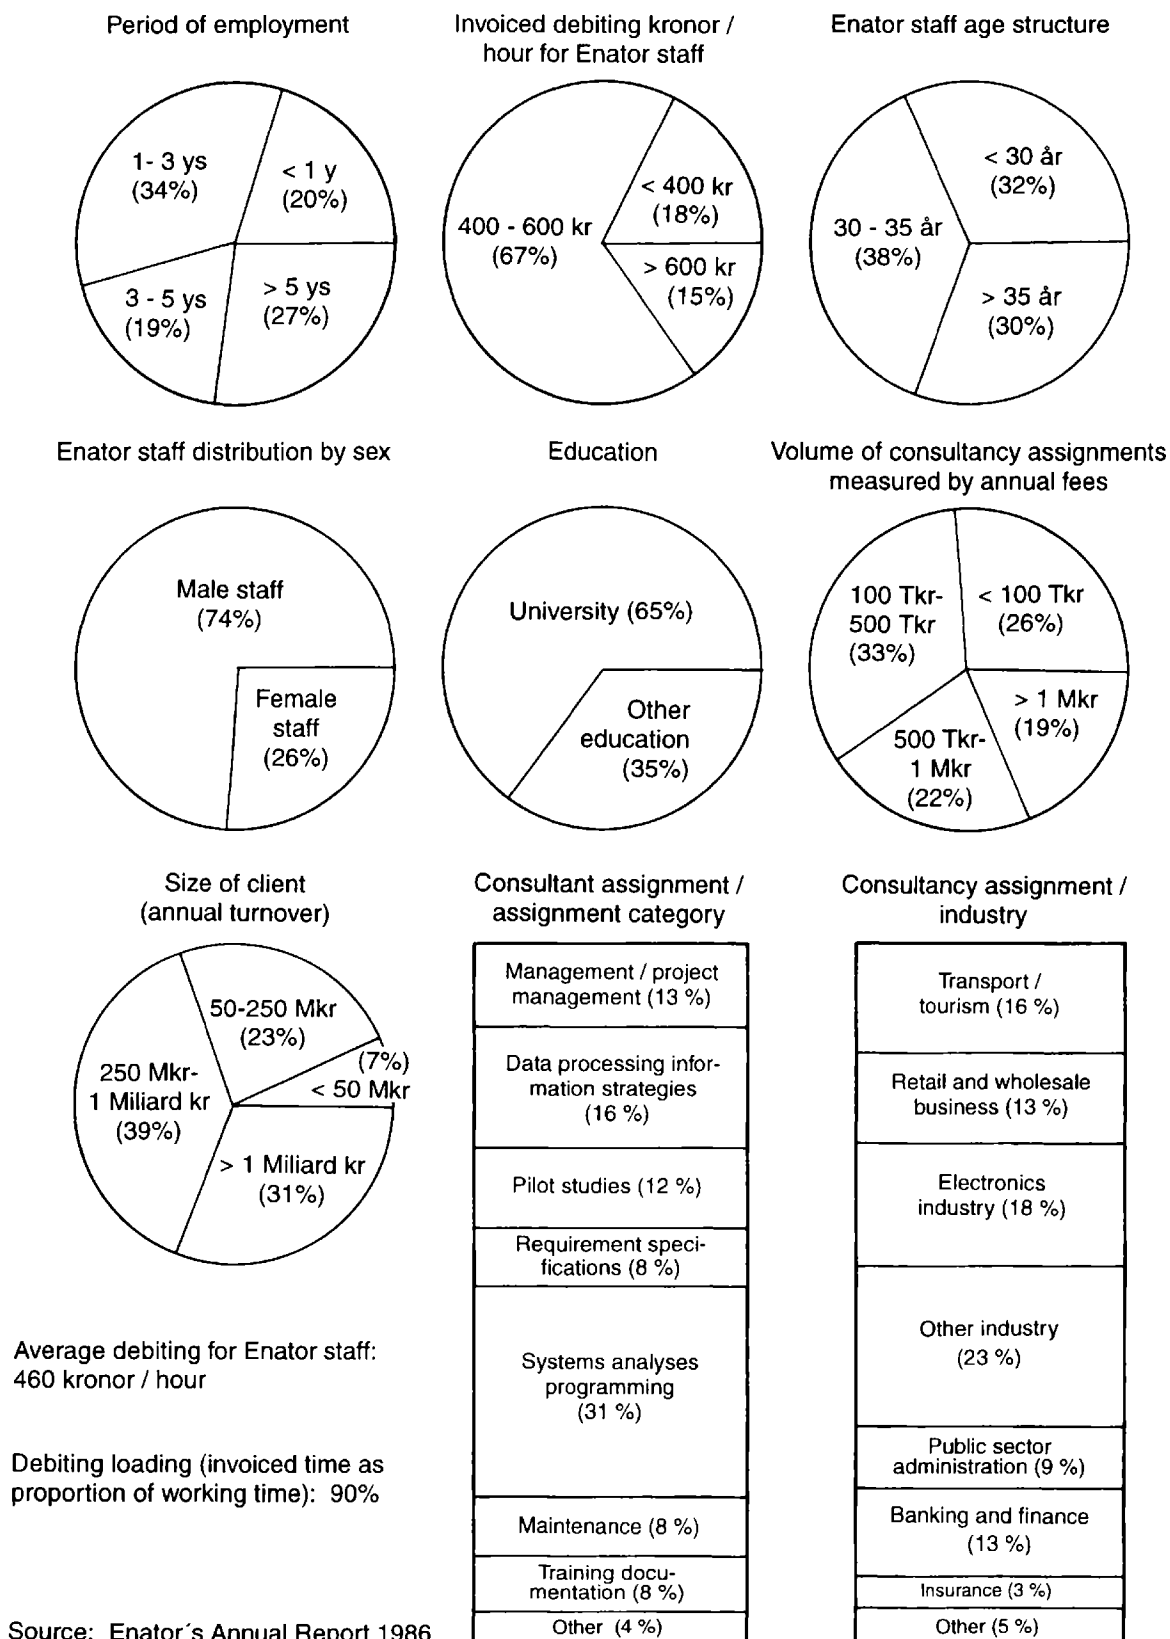 Period of employment
1- 3 ys
(34%)
< 1 y
(20%)
3 - 5 ys
(19%)
> 5 ys
(27%)
Invoiced debiting kronor /
hour for Enator staff
400 - 600 kr
(67%)
< 400 kr
(18%)
> 600 kr
(15%)
Enator staff age structure
< 30 år
(32%)
30 - 35 år
(38%)
> 35 år
(30%)
Enator staff distribution by sex
Male staff
(74%)
Female
staff
(26%)
Education
University (65%)
Other
education
(35%)
Volume of consultancy assignments
measured by annual fees
100 Tkr-
500 Tkr
(33%)
< 100 Tkr
(26%)
> 1 Mkr
(19%)
500 Tkr-
1 Mkr
(22%)
Size of client
(annual turnover)
50-250 Mkr
(23%)
(7%)
< 50 Mkr
250 Mkr-
1 Miliard kr
(39%)
> 1 Miliard kr
(31%)
Consultant assignment /
assignment category
Management / project
management (13 %)
Data processing infor-
mation strategies
(16 %)
Pilot studies (12 %)
Requirement speci-
fications (8 %)
Systems analyses
programming
(31 %)
Maintenance (8 %)
Training docu-
mentation (8 %)
Other (4 %)
Consultancy assignment /
industry
Transport /
tourism (16 %)
Retail and wholesale
business (13 %)
Electronics
industry (18 %)
Other industry
(23 %)
Public sector
administration (9 %)
Banking and finance
(13 %)
Insurance (3 %)
Other (5 %)
Average debiting for Enator staff:
460 kronor / hour
Debiting loading (invoiced time as
proportion of working time): 90%
Source: Enator´s Annual Report 1986